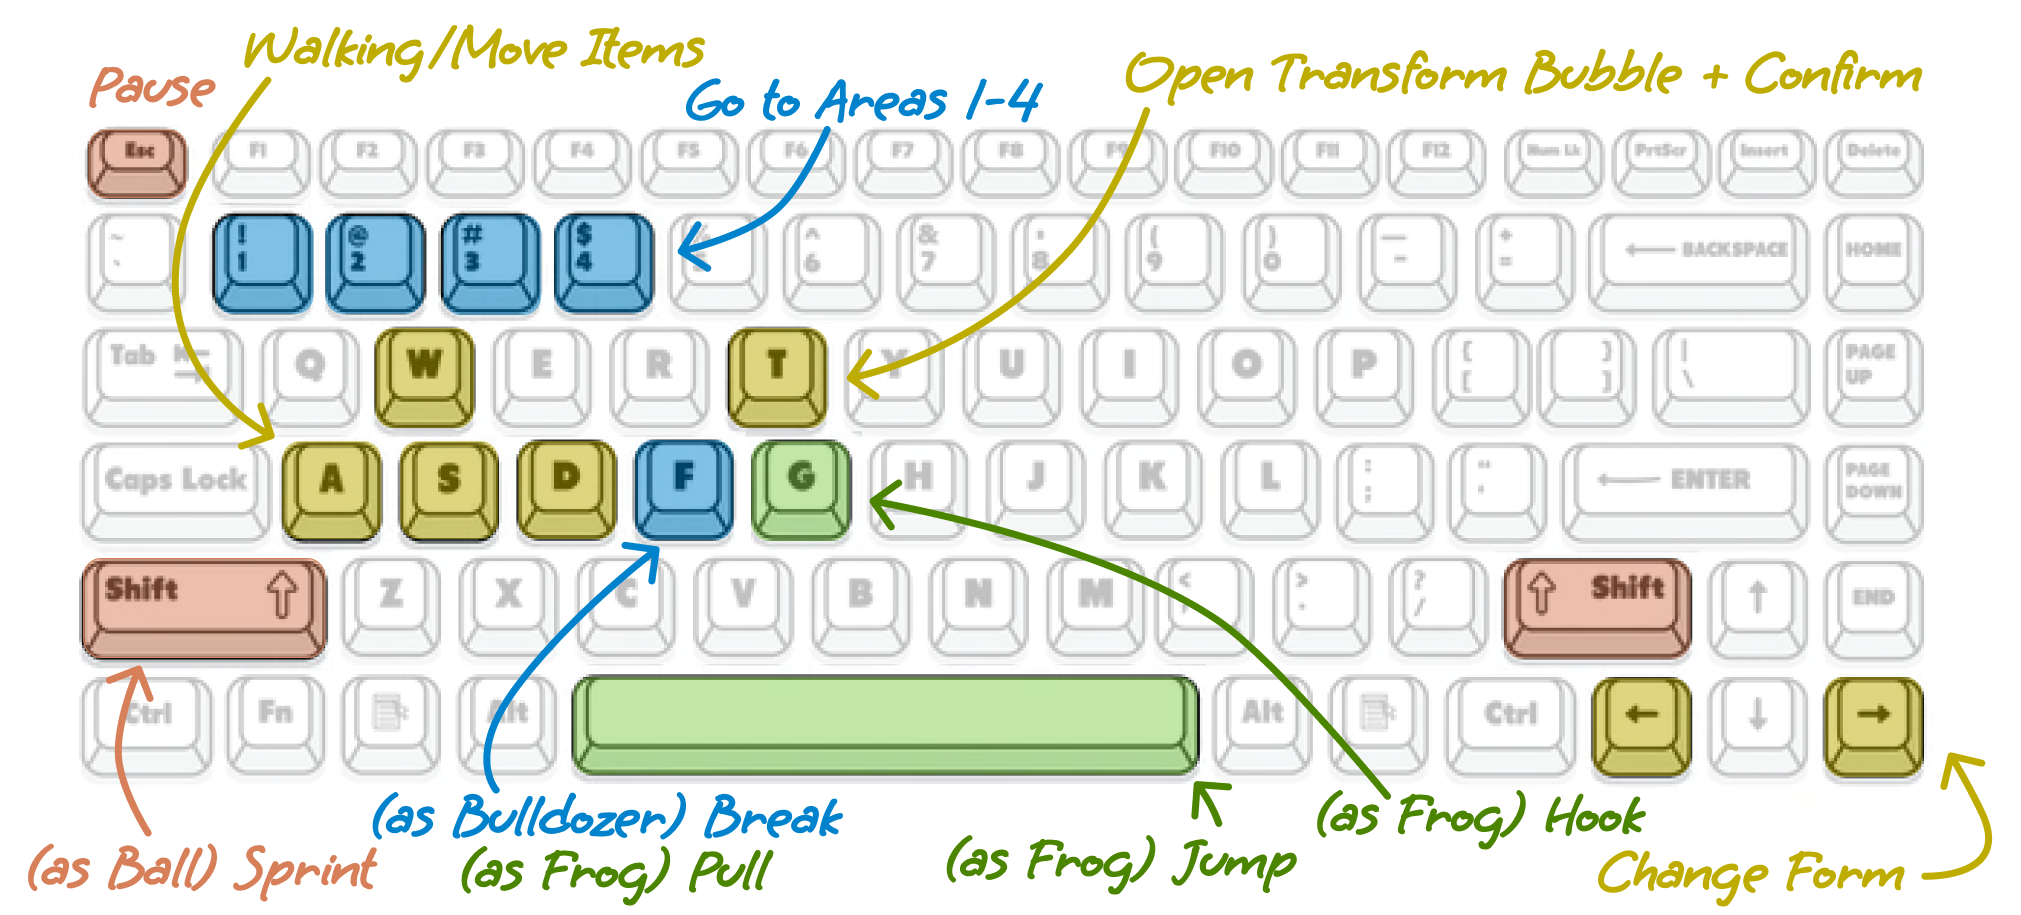 Walking/Move Items
Pause
Go to Areas 1-4
Open Transform Bubble + Confirm
Esc F1 F2 F3 F4 F5 F6 F7 F8 F9 F10 F11 F12 Num Lk PrtScr Insert Delete
~ ! @ # $ ^ & ( ) — +
` 1 2 3 4 6 7 8 9 0 - = ← BACKSPACE HOME
Tab Q W E R T Y U I O P [ } | PAGE UP
[ ] \
Caps Lock A S D F G H J K L : " ← ENTER PAGE DOWN
; '
Shift ⇧ Z X C V B N M < > ? ⇧ Shift ↑ END
. /
Ctrl Fn Alt Alt Ctrl ← ↓ →
(as Ball) Sprint
(as Bulldozer) Break
(as Frog) Pull
(as Frog) Jump
(as Frog) Hook
Change Form